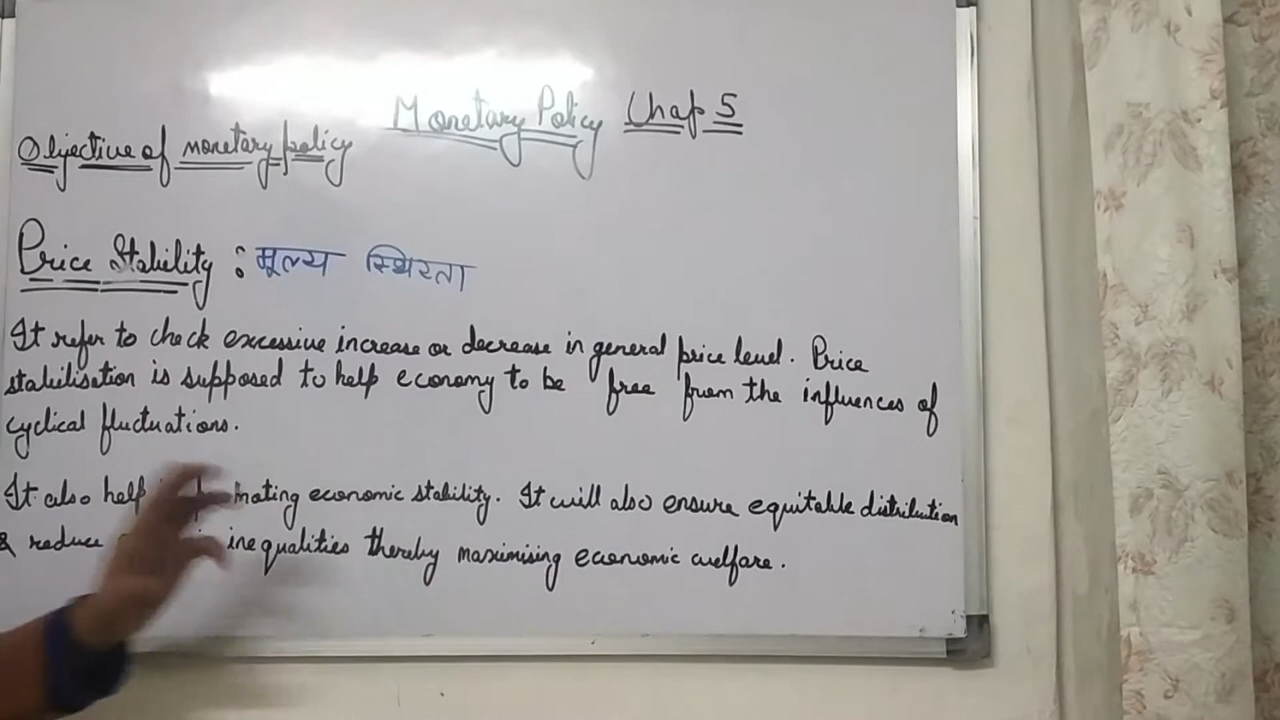 Monetary Policy Chap 5
Objective of monetary policy
Price Stability : मूल्य स्थिरता
It refer to check excessive increase or decrease in general price level. Price
stabilisation is supposed to help economy to be free from the influences of
cyclical fluctuations.
It also help economic stability. It will also ensure equitable distribution
& reduce inequalities thereby maximising economic welfare.